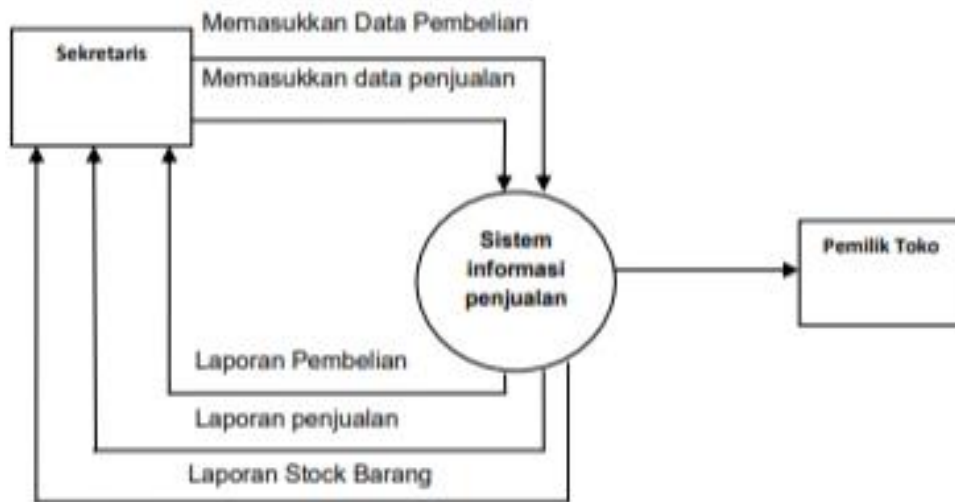 Memasukkan Data Pembelian
Sekretaris
Memasukkan data penjualan
Sistem
informasi
penjualan
Pemilik Toko
Laporan Pembelian
Laporan penjualan
Laporan Stock Barang